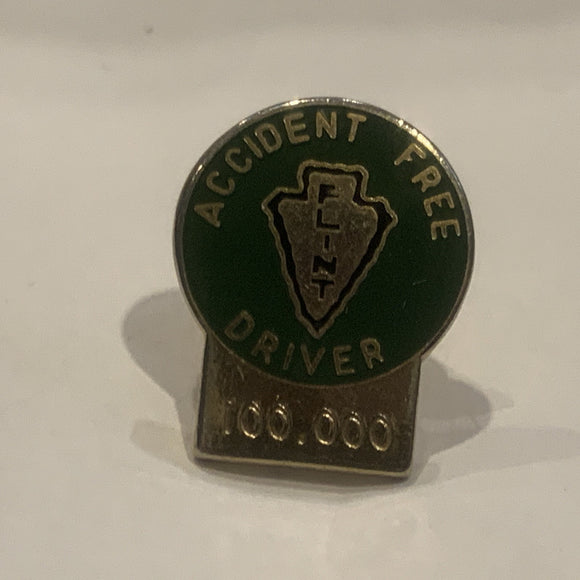 ACCIDENT FREE
FLINT
DRIVER
100.000